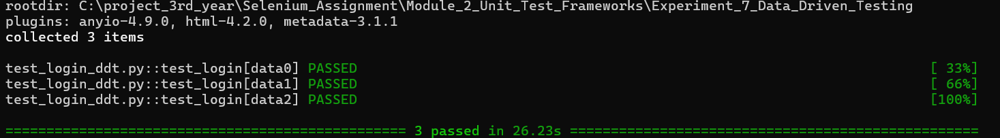 rootdir: C:\project_3rd_year\Selenium_Assignment\Module_2_Unit_Test_Frameworks\Experiment_7_Data_Driven_Testing
plugins: anyio-4.9.0, html-4.2.0, metadata-3.1.1
collected 3 items
test_login_ddt.py::test_login[data0] PASSED [ 33%]
test_login_ddt.py::test_login[data1] PASSED [ 66%]
test_login_ddt.py::test_login[data2] PASSED [100%]
================================================= 3 passed in 26.23s ==================================================